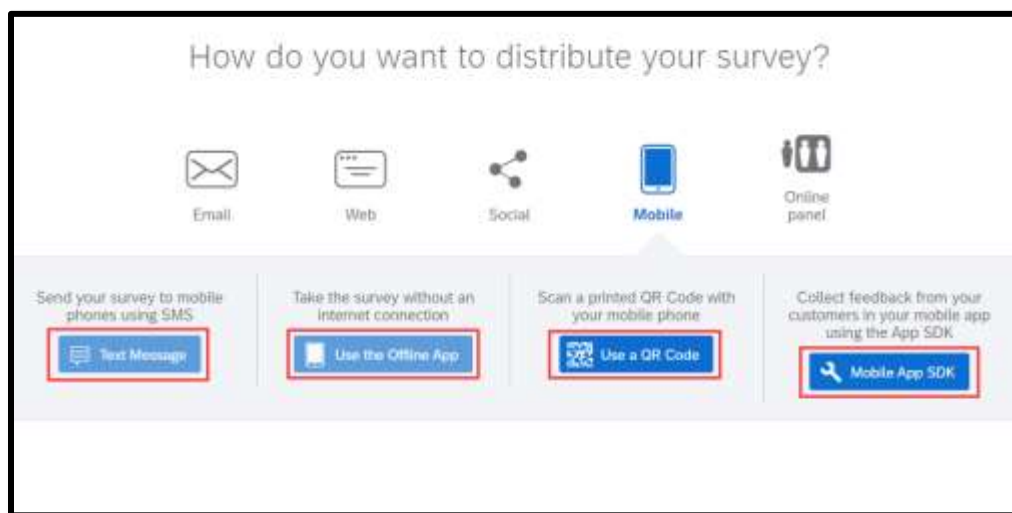 How do you want to distribute your survey?
Email
Web
Social
Mobile
Online
panel
Send your survey to mobile
phones using SMS
Text Message
Take the survey without an
internet connection
Use the Offline App
Scan a printed QR Code with
your mobile phone
Use a QR Code
Collect feedback from your
customers in your mobile app
using the App SDK
Mobile App SDK